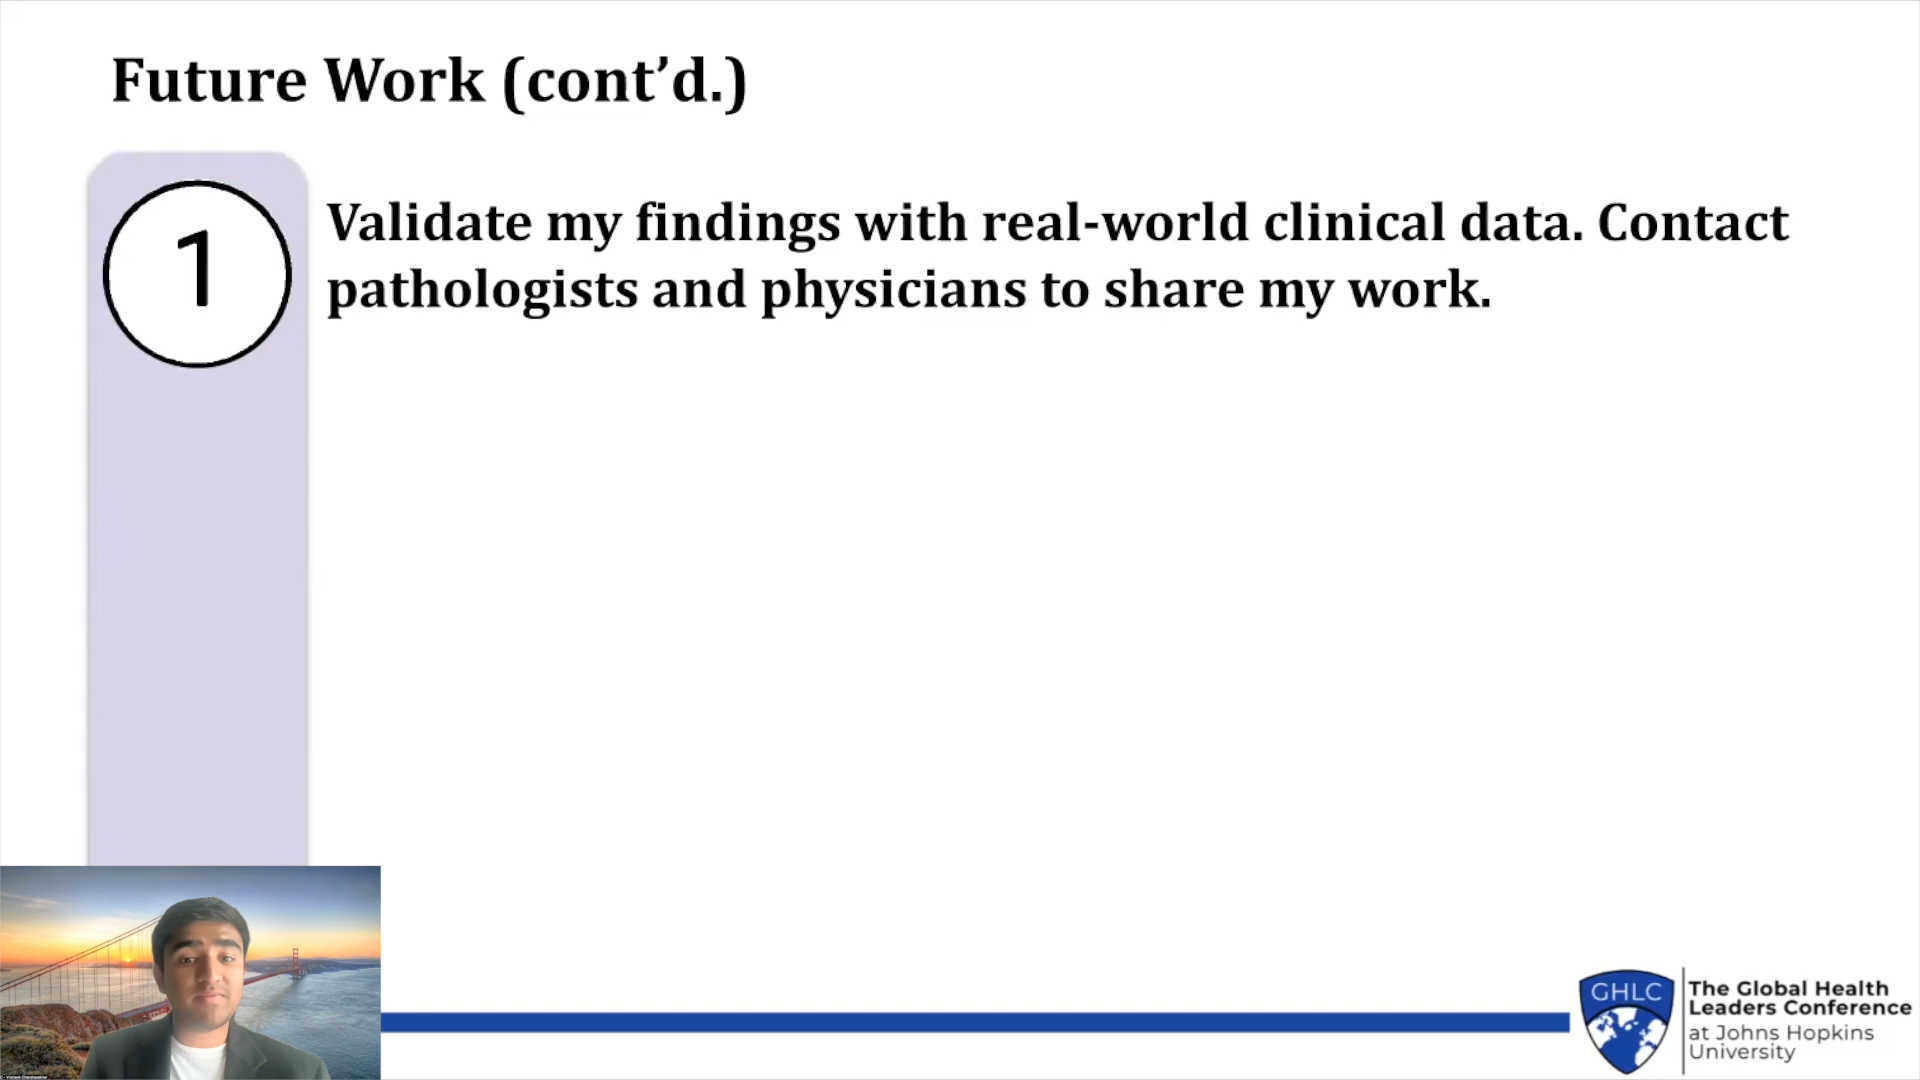 Future Work (cont’d.)
1
Validate my findings with real-world clinical data. Contact
pathologists and physicians to share my work.
GHLC
The Global Health
Leaders Conference
at Johns Hopkins
University